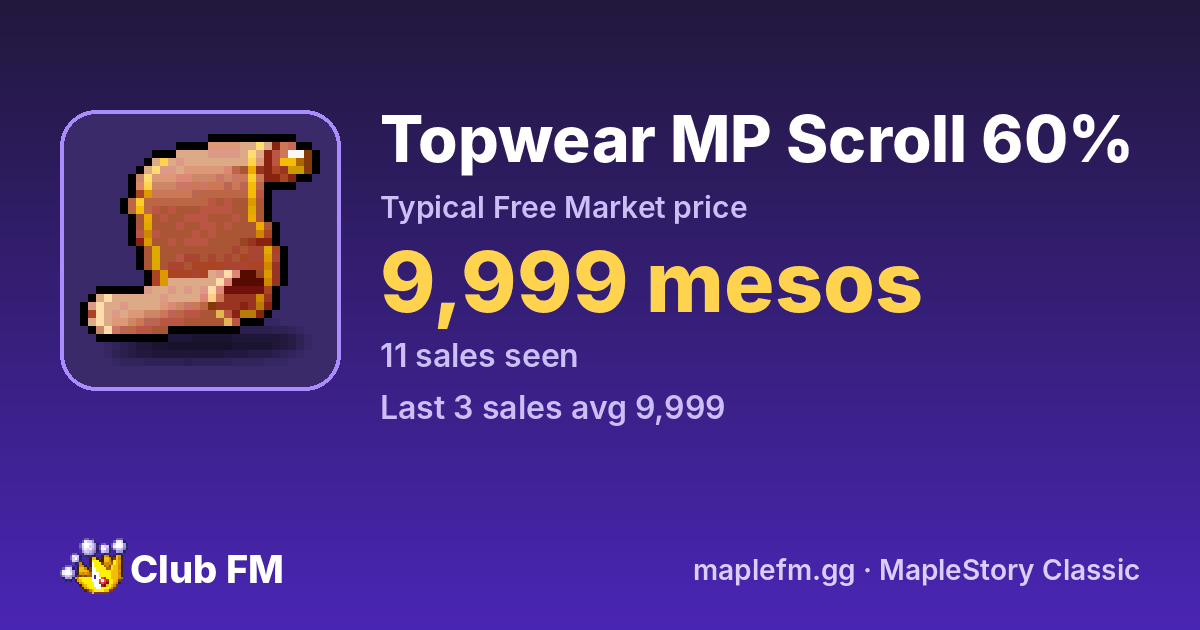 Topwear MP Scroll 60%
Typical Free Market price
9,999 mesos
11 sales seen
Last 3 sales avg 9,999
Club FM
maplefm.gg · MapleStory Classic